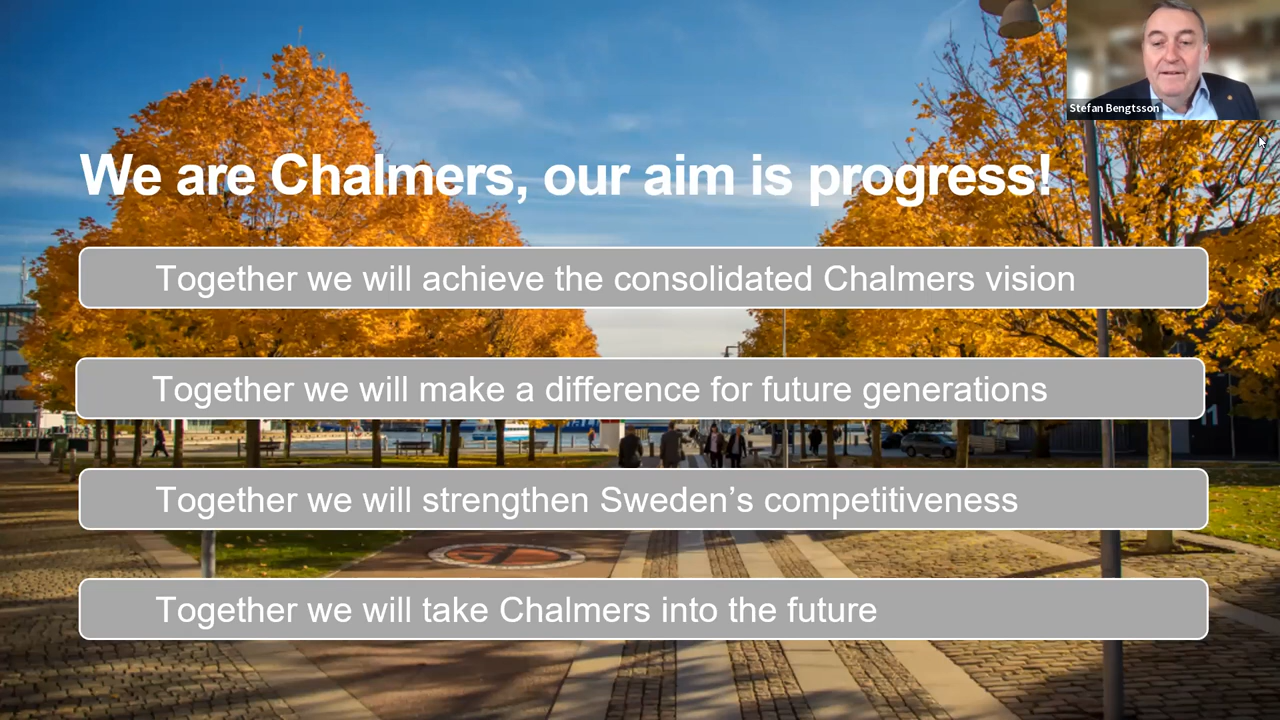 Stefan Bengtsson
We are Chalmers, our aim is progress!
Together we will achieve the consolidated Chalmers vision
Together we will make a difference for future generations
1
Together we will strengthen Sweden’s competitiveness
Together we will take Chalmers into the future